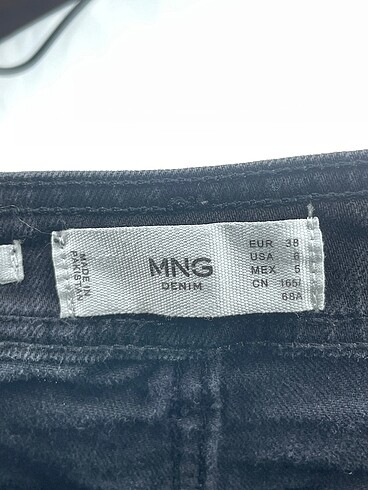 MADE IN
PAKISTAN
MNG
DENIM
EUR 38
USA 6
MEX 5
CN 165/
68A